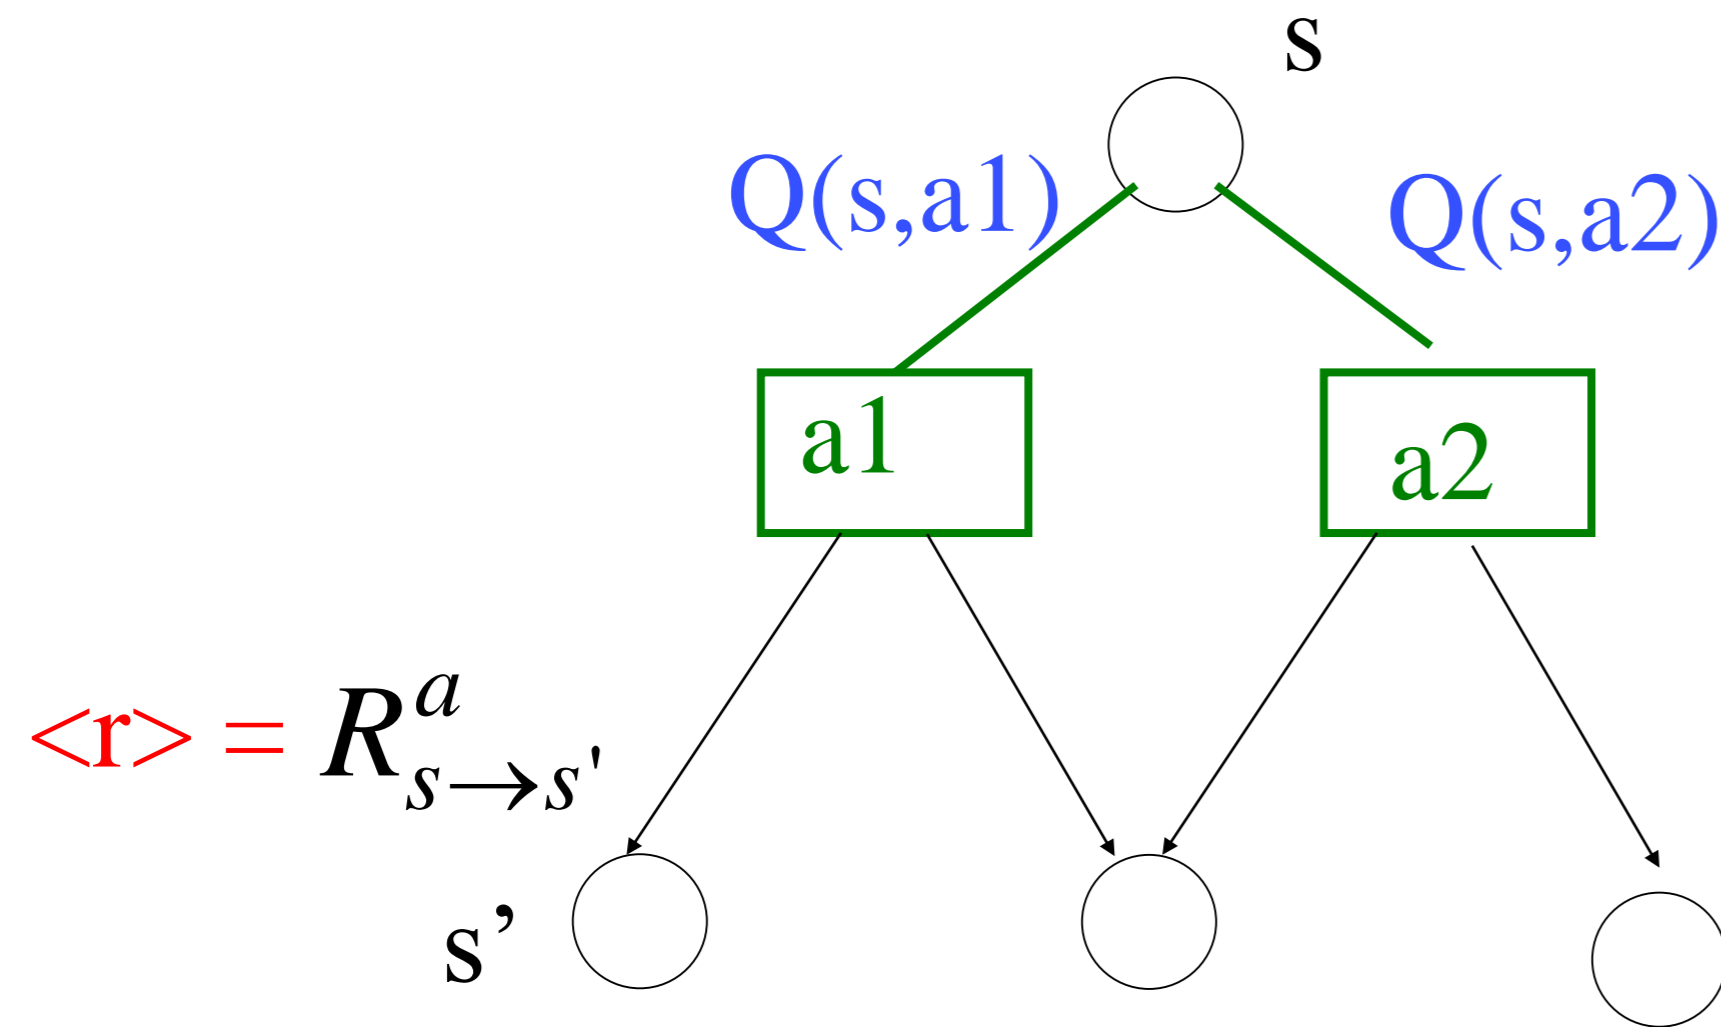 s
Q(s,a1)
Q(s,a2)
a1
a2
<r> = R^a_{s→s'}
s’